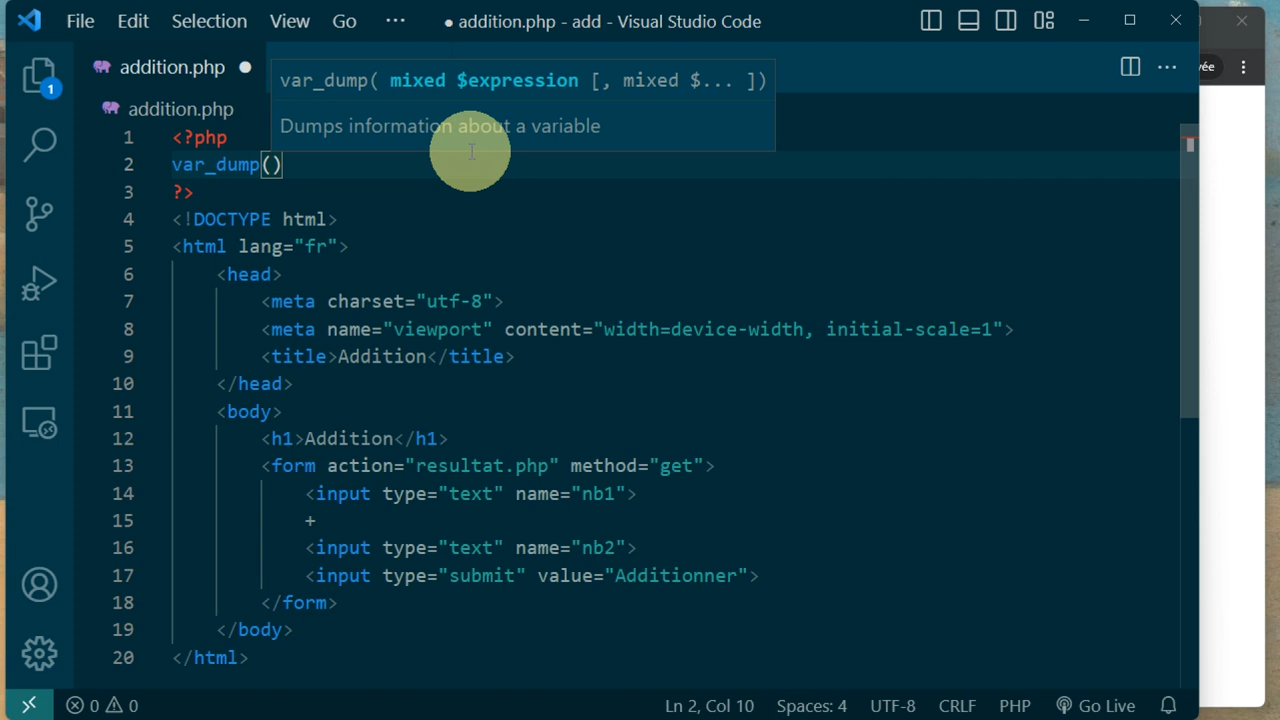 File Edit Selection View Go ··· ● addition.php - add - Visual Studio Code
addition.php ●
vée
1
var_dump( mixed $expression [, mixed $... ])
addition.php
Dumps information about a variable
1 <?php
2 var_dump()
3 ?>
4 <!DOCTYPE html>
5 <html lang="fr">
6 <head>
7 <meta charset="utf-8">
8 <meta name="viewport" content="width=device-width, initial-scale=1">
9 <title>Addition</title>
10 </head>
11 <body>
12 <h1>Addition</h1>
13 <form action="resultat.php" method="get">
14 <input type="text" name="nb1">
15 +
16 <input type="text" name="nb2">
17 <input type="submit" value="Additionner">
18 </form>
19 </body>
20 </html>
0 0 Ln 2, Col 10 Spaces: 4 UTF-8 CRLF PHP Go Live